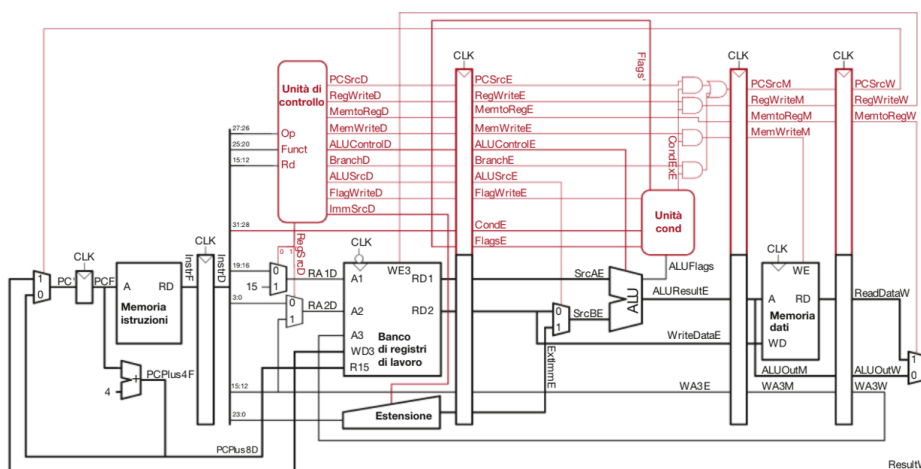 CLK
CLK
CLK
Unità di
controllo
PCSrcD
PCSrcE
Flags'
PCSrcM
PCSrcW
RegWriteD
RegWriteE
RegWriteM
RegWriteW
MemtoRegD
MemtoRegE
MemtoRegM
MemtoRegW
27:26
Op
MemWriteD
MemWriteE
MemWriteM
25:20
Funct
ALUControlD
ALUControlE
15:12
Rd
BranchD
BranchE
CondExE
ALUSrcD
ALUSrcE
FlagWriteD
FlagWriteE
ImmSrcD
Unità
cond
31:28
CondE
FlagsE
CLK
CLK
RegSrcD
CLK
CLK
0 1
WE3
ALUFlags
WE
1
0
PC'
PCF
A
RD
InstrF
InstrD
19:16
15
0
1
RA1D
A1
RD1
SrcAE
ALU
ALUResultE
A
RD
ReadDataW
Memoria
istruzioni
3:0
0
1
RA2D
A2
RD2
0
1
SrcBE
Memoria
dati
A3
Banco
di registri
di lavoro
WriteDataE
WD
WD3
R15
ExtImmE
1
0
4
+
PCPlus4F
ALUOutM
ALUOutW
15:12
WA3E
WA3M
WA3W
23:0
Estensione
PCPlus8D
ResultW